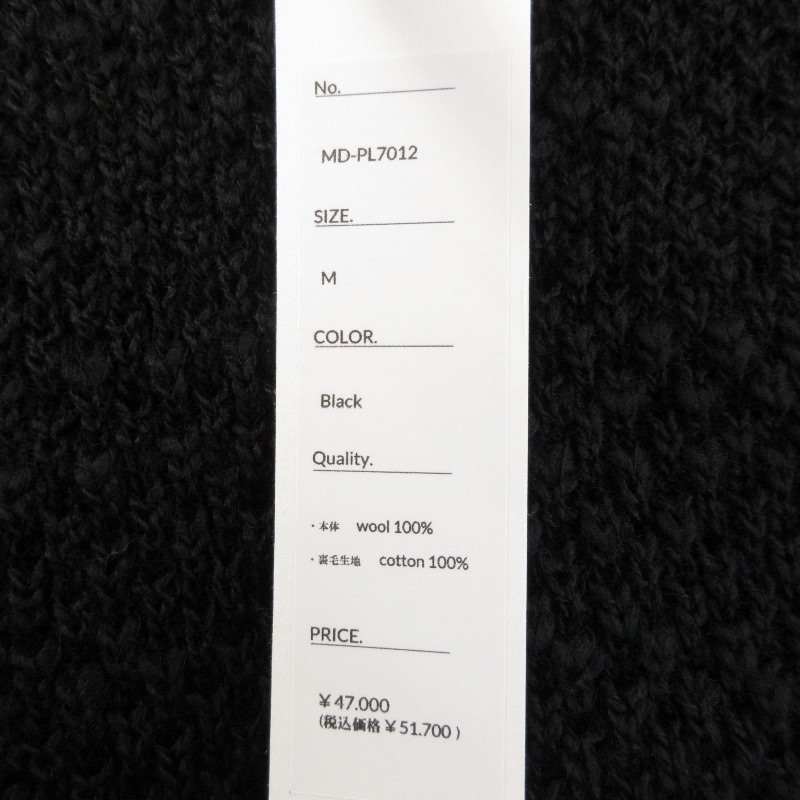 No.
MD-PL7012
SIZE.
M
COLOR.
Black
Quality.
・本体 wool 100%
・裏毛生地 cotton 100%
PRICE.
¥47.000
(税込価格 ¥51.700 )